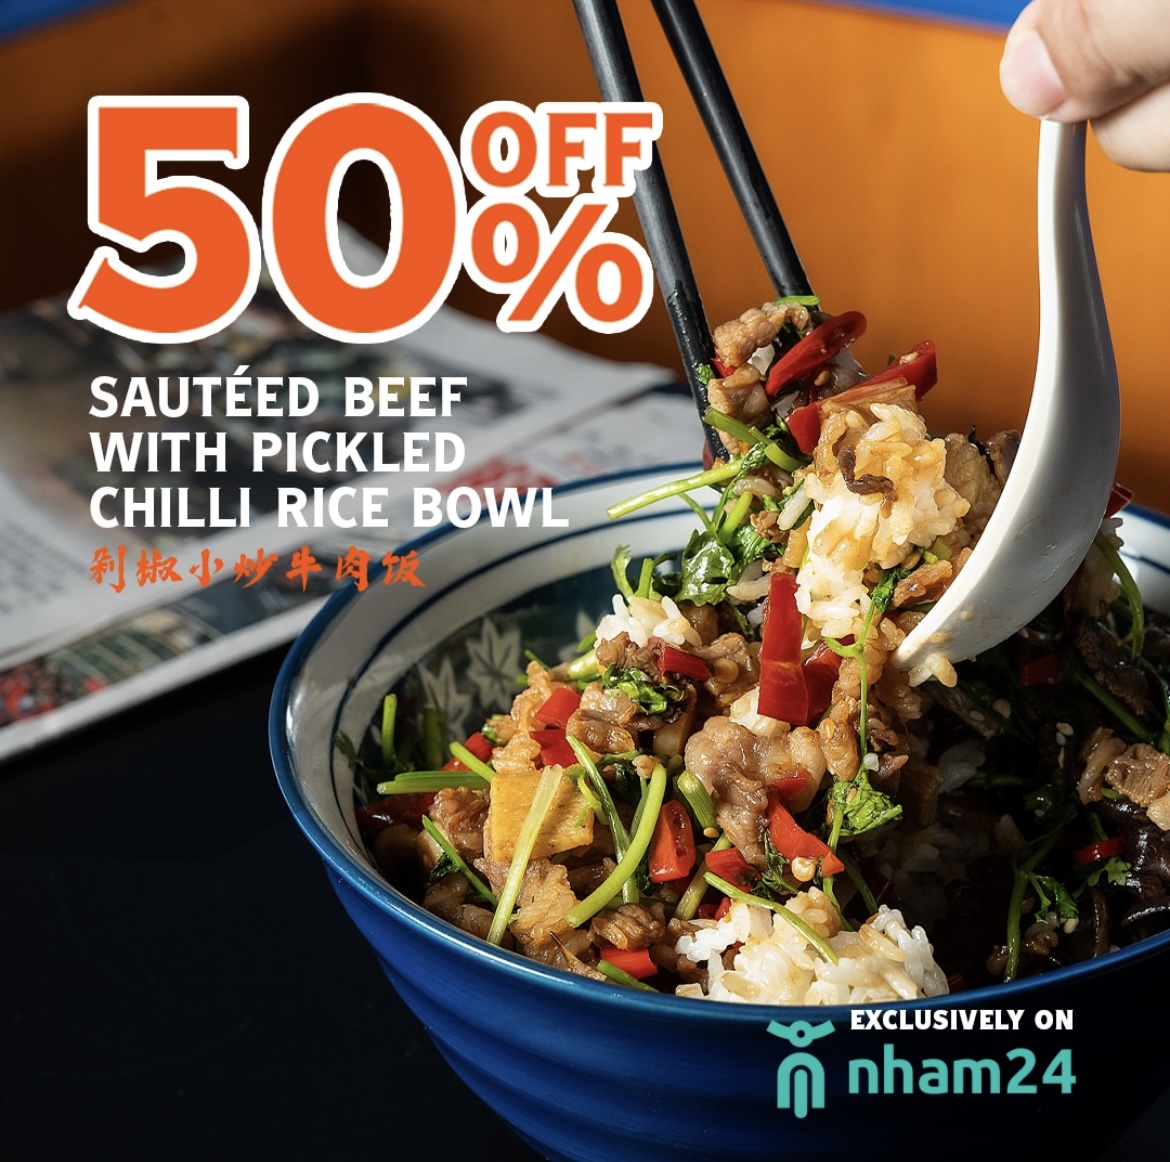 50% OFF
SAUTÉED BEEF
WITH PICKLED
CHILLI RICE BOWL
剁椒小炒牛肉饭
EXCLUSIVELY ON
nham24